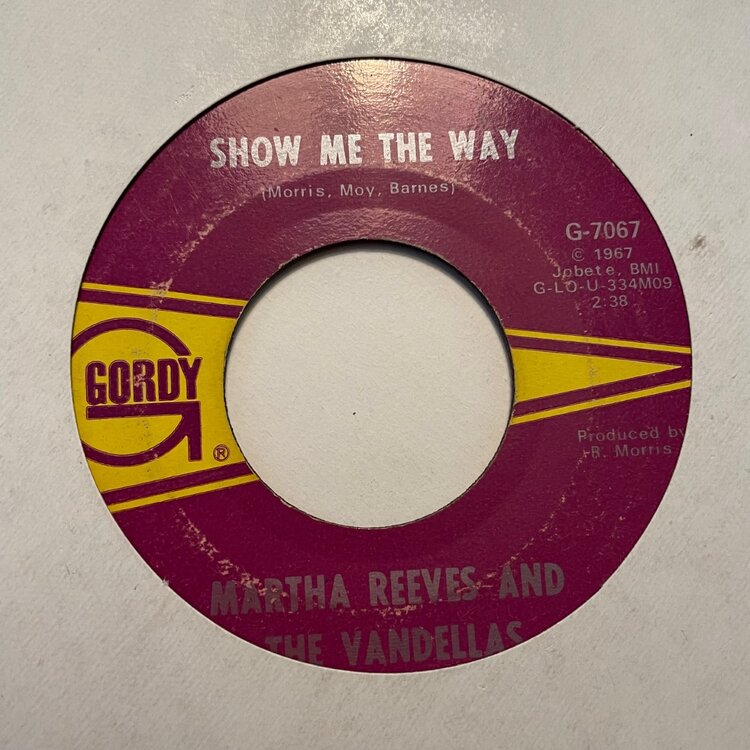 SHOW ME THE WAY
(Morris, Moy, Barnes)
G-7067
© 1967
Jobete, BMI
G-LO-U-334M09
2:38
GORDY
®
Produced by
R. Morris
MARTHA REEVES AND
THE VANDELLAS